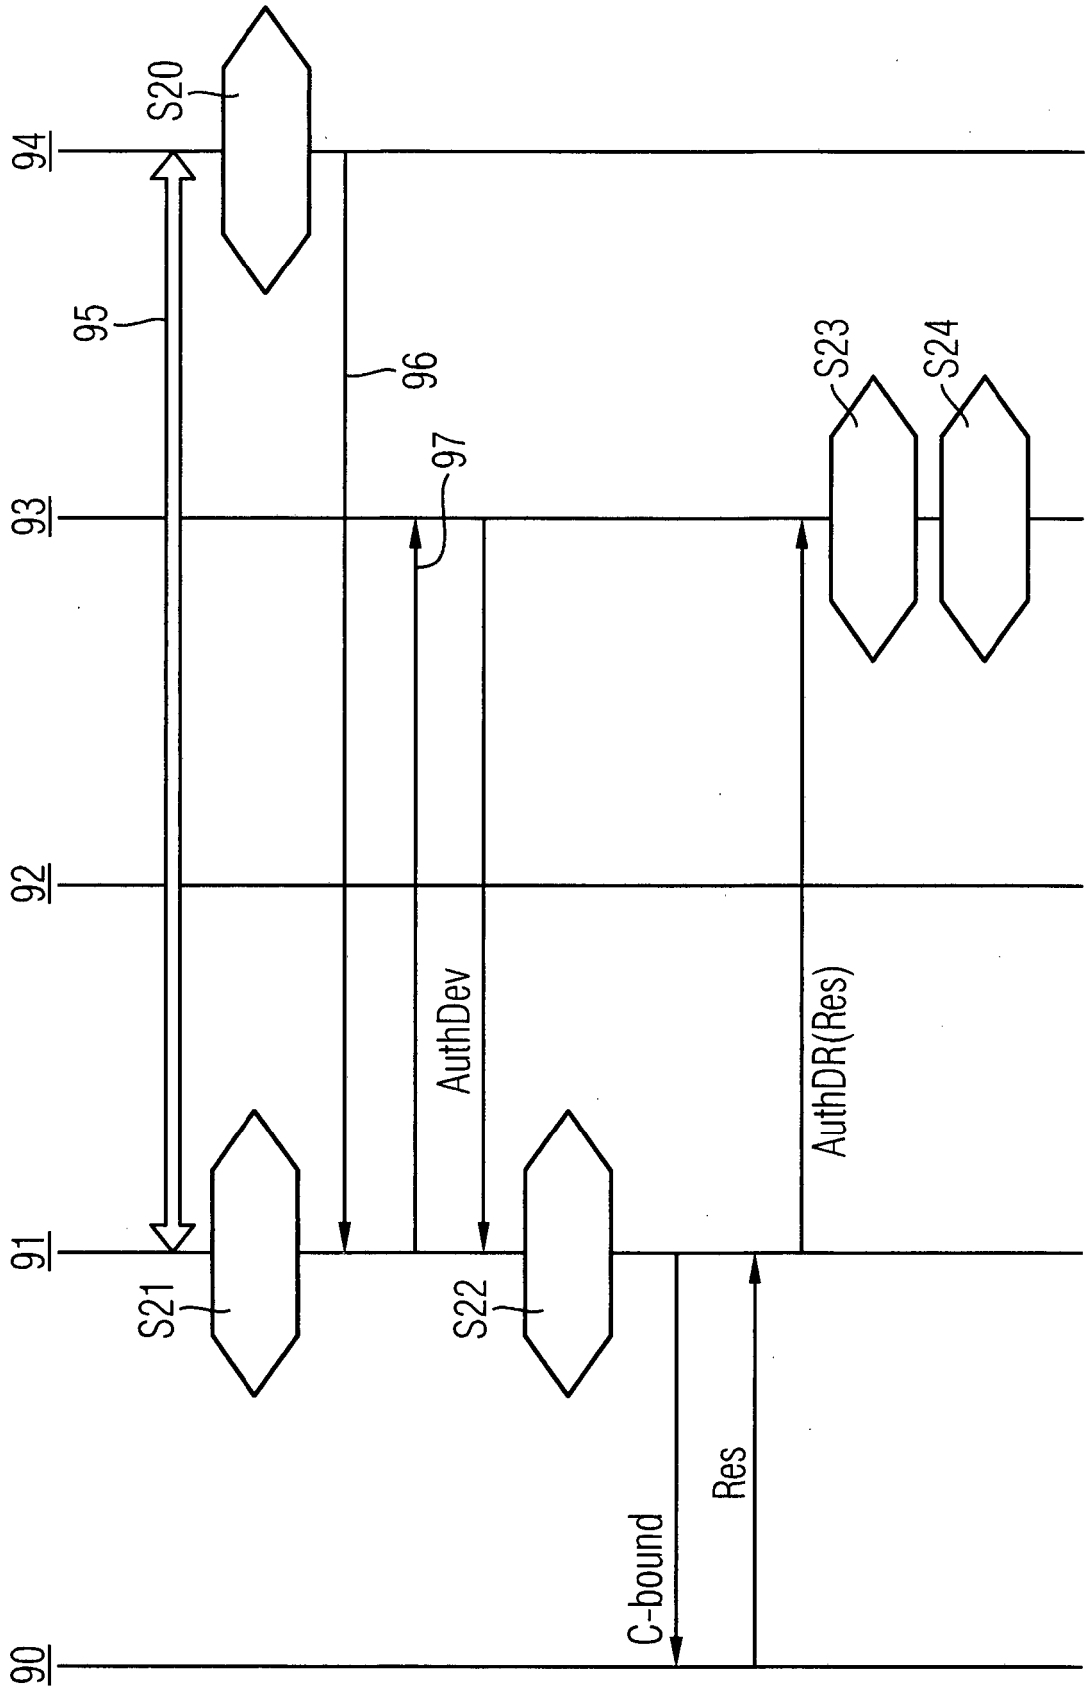 90
91
92
93
94
95
S21
S20
96
97
AuthDev
S22
C-bound
Res
AuthDR(Res)
S23
S24